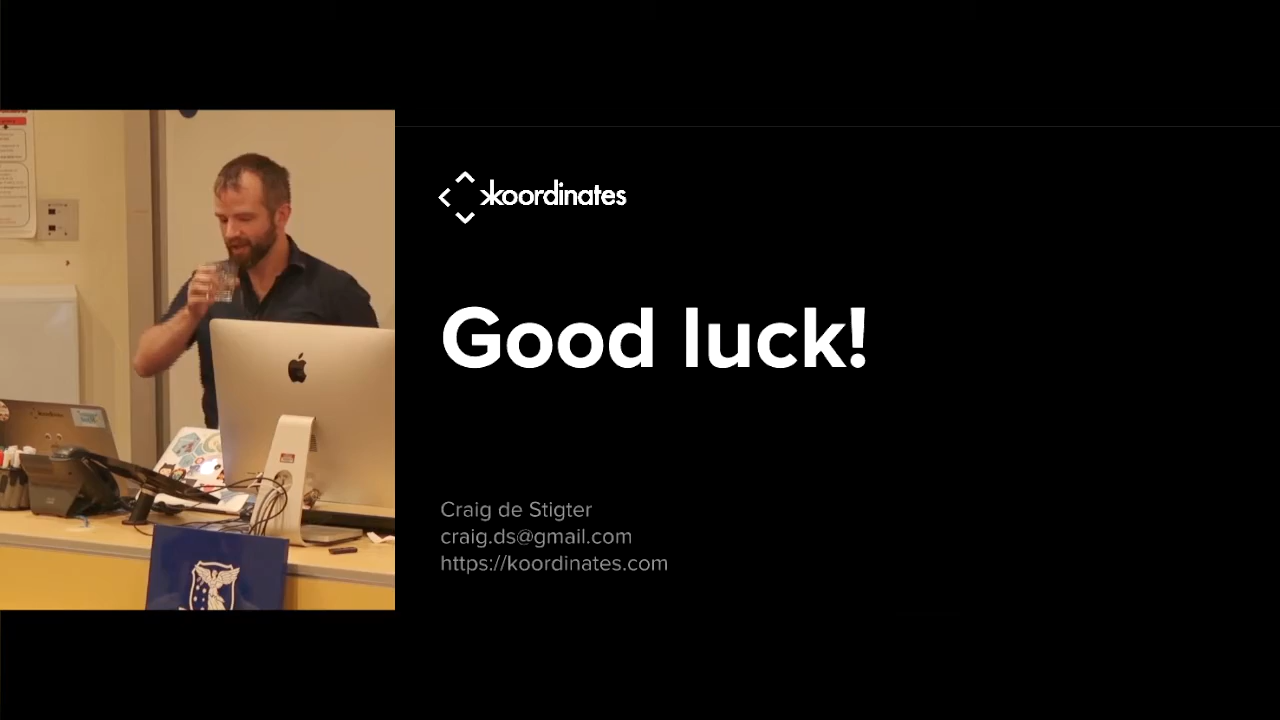 koordinates
Good luck!
Craig de Stigter
craig.ds@gmail.com
https://koordinates.com